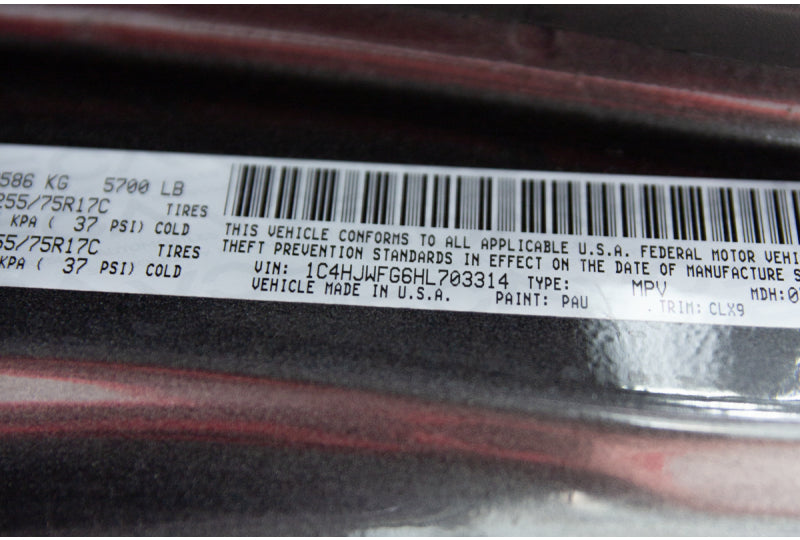 586 KG 5700 LB
255/75R17C TIRES
KPA ( 37 PSI) COLD
55/75R17C TIRES
KPA ( 37 PSI) COLD
THIS VEHICLE CONFORMS TO ALL APPLICABLE U.S.A. FEDERAL MOTOR VEHI
THEFT PREVENTION STANDARDS IN EFFECT ON THE DATE OF MANUFACTURE S
VIN: 1C4HJWFG6HL703314 TYPE: MPV MDH:0
VEHICLE MADE IN U.S.A. PAINT: PAU TRIM: CLX9